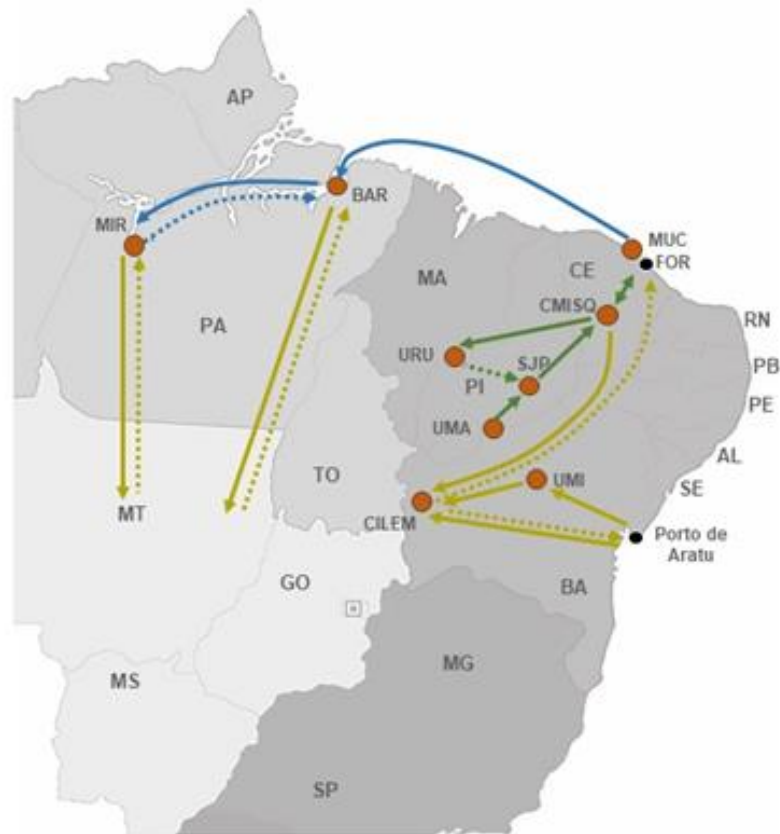 AP
BAR
MIR
MUC
FOR
CE
MA
CMISQ
RN
PA
URU
SJP
PI
PB
UMA
PE
TO
AL
UMI
SE
MT
CILEM
Porto de
Aratu
GO
BA
MG
MS
SP